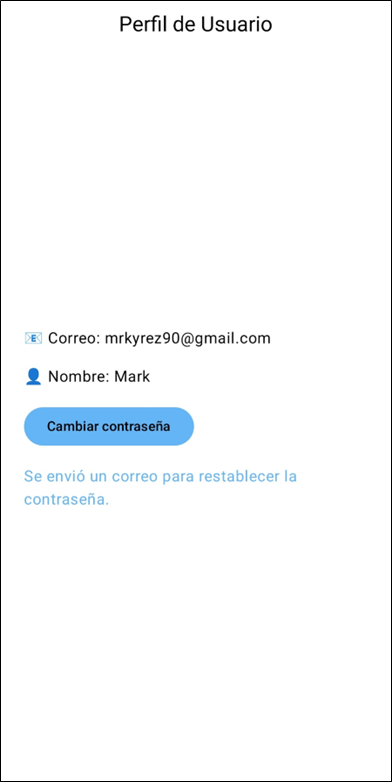 Perfil de Usuario
📧 Correo: mrkyrez90@gmail.com
👤 Nombre: Mark
Cambiar contraseña
Se envió un correo para restablecer la
contraseña.